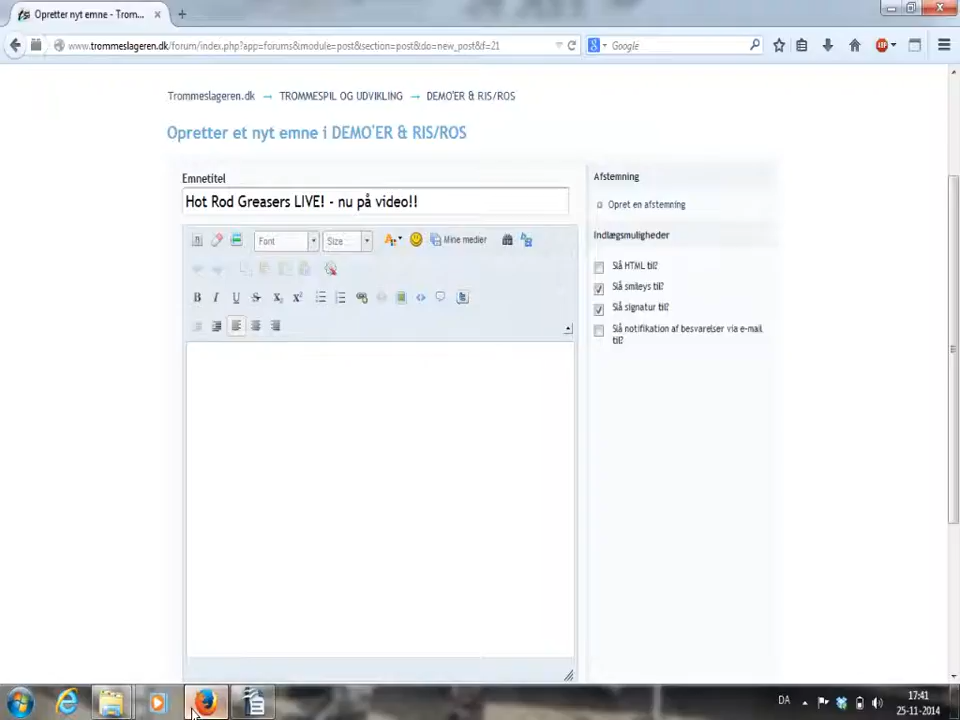 Opretter nyt emne - Trom...
www.trommeslageren.dk/forum/index.php?app=forums&module=post&section=post&do=new_post&f=21
Google
Trommeslageren.dk → TROMMESPIL OG UDVIKLING → DEMO'ER & RIS/ROS
Opretter et nyt emne i DEMO'ER & RIS/ROS
Emnetitel
Hot Rod Greasers LIVE! - nu på video!!
Font
Size
Mine medier
Afstemning
Opret en afstemning
Indlægsmuligheder
Slå HTML til?
Slå smileys til?
Slå signatur til?
Slå notifikation af besvarelser via e-mail
til?
DA
17:41
25-11-2014